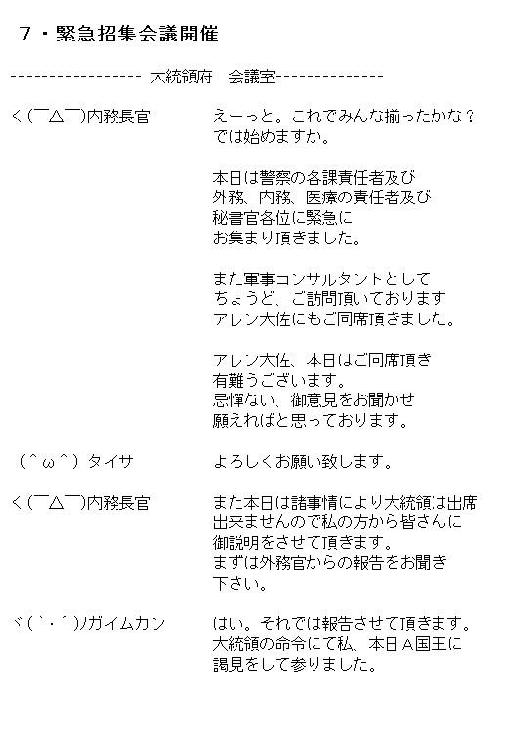 ７・緊急招集会議開催
----------------- 大統領府　会議室--------------
く(￣△￣)内務長官　えーっと。これでみんな揃ったかな？
では始めますか。
本日は警察の各課責任者及び
外務、内務、医療の責任者及び
秘書官各位に緊急に
お集まり頂きました。
また軍事コンサルタントとして
ちょうど、ご訪問頂いております
アレン大佐にもご同席頂きました。
アレン大佐、本日はご同席頂き
有難うございます。
忌憚ない、御意見をお聞かせ
願えればと思っております。
（＾ω＾）タイサ　よろしくお願い致します。
く(￣△￣)内務長官　また本日は諸事情により大統領は出席
出来ませんので私の方から皆さんに
御説明をさせて頂きます。
まずは外務官からの報告をお聞き
下さい。
ヾ(｀・´)ﾉガイムカン　はい。それでは報告させて頂きます。
大統領の命令にて私、本日Ａ国王に
謁見をして参りました。